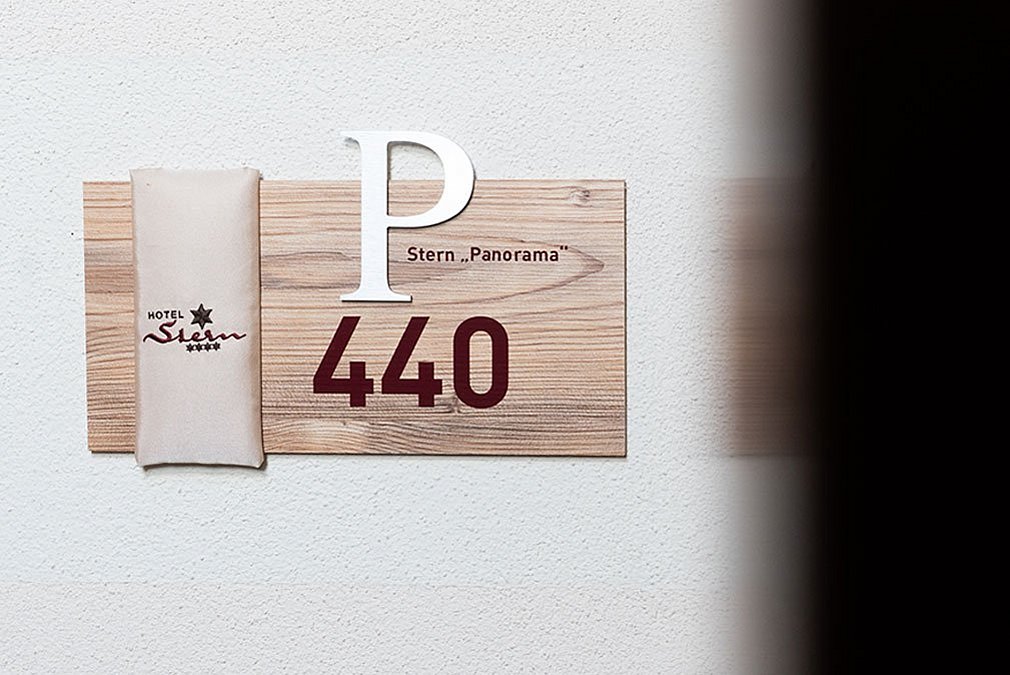 HOTEL
Stern
P
Stern „Panorama“
440